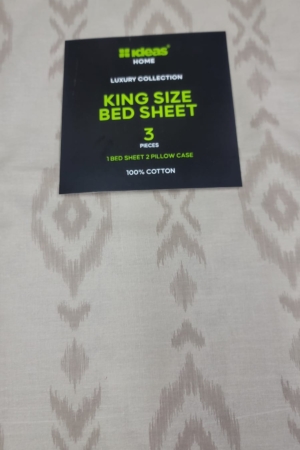 ideas
HOME
LUXURY COLLECTION
KING SIZE
BED SHEET
3
PIECES
1 BED SHEET 2 PILLOW CASE
100% COTTON